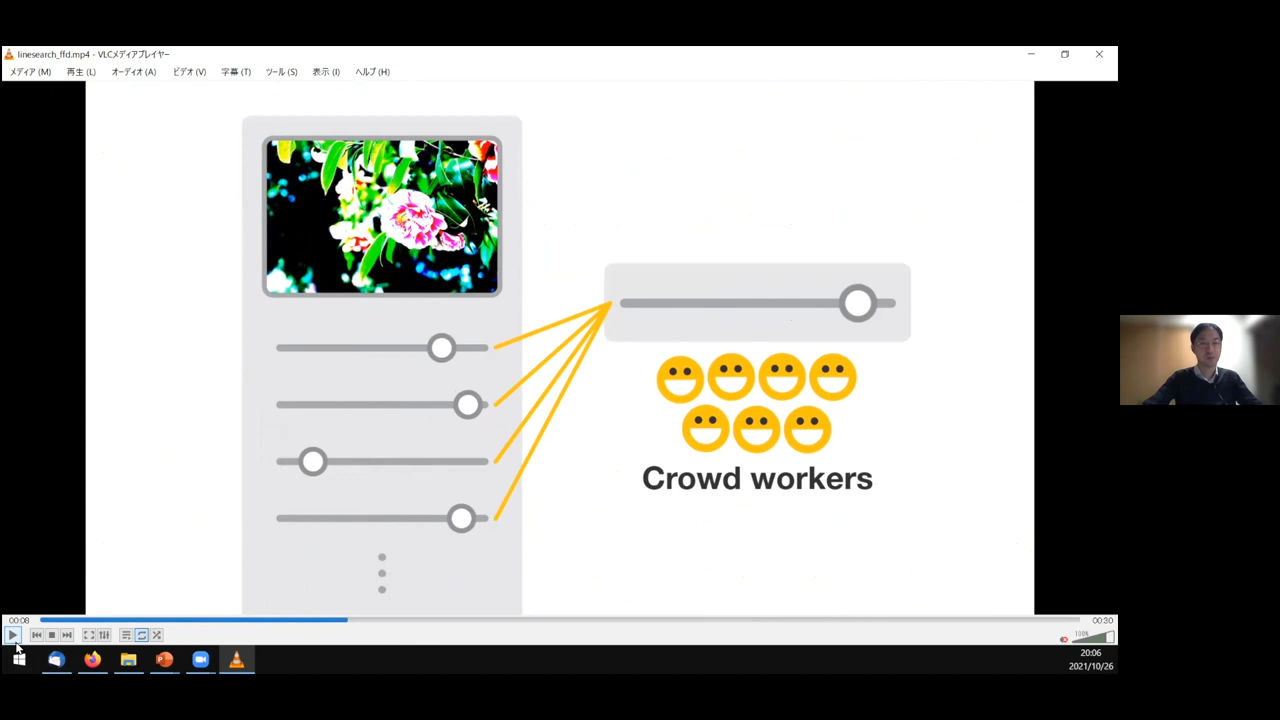 linesearch_ffd.mp4 - VLCメディアプレイヤー
メディア (M) 再生 (L) オーディオ (A) ビデオ (V) 字幕 (T) ツール (S) 表示 (I) ヘルプ (H)
Crowd workers
00:08
00:30
100%
20:06
2021/10/26